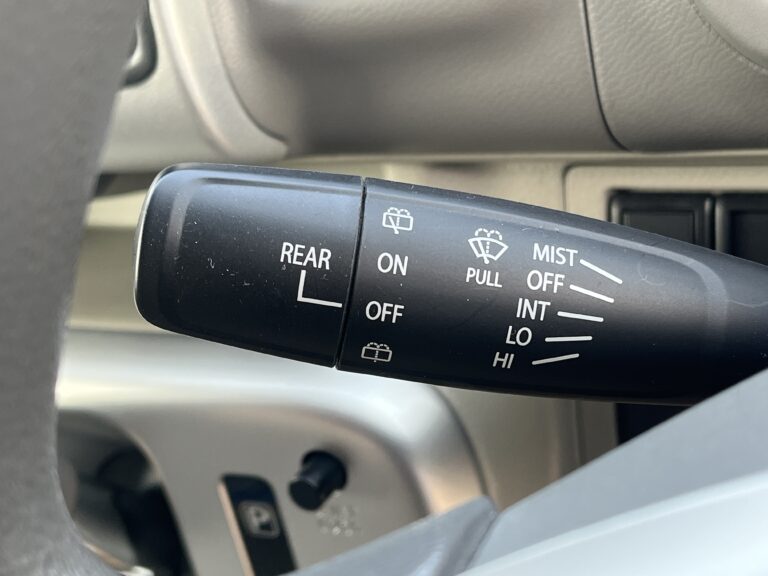 REAR
ON
OFF
PULL
MIST
OFF
INT
LO
HI
P